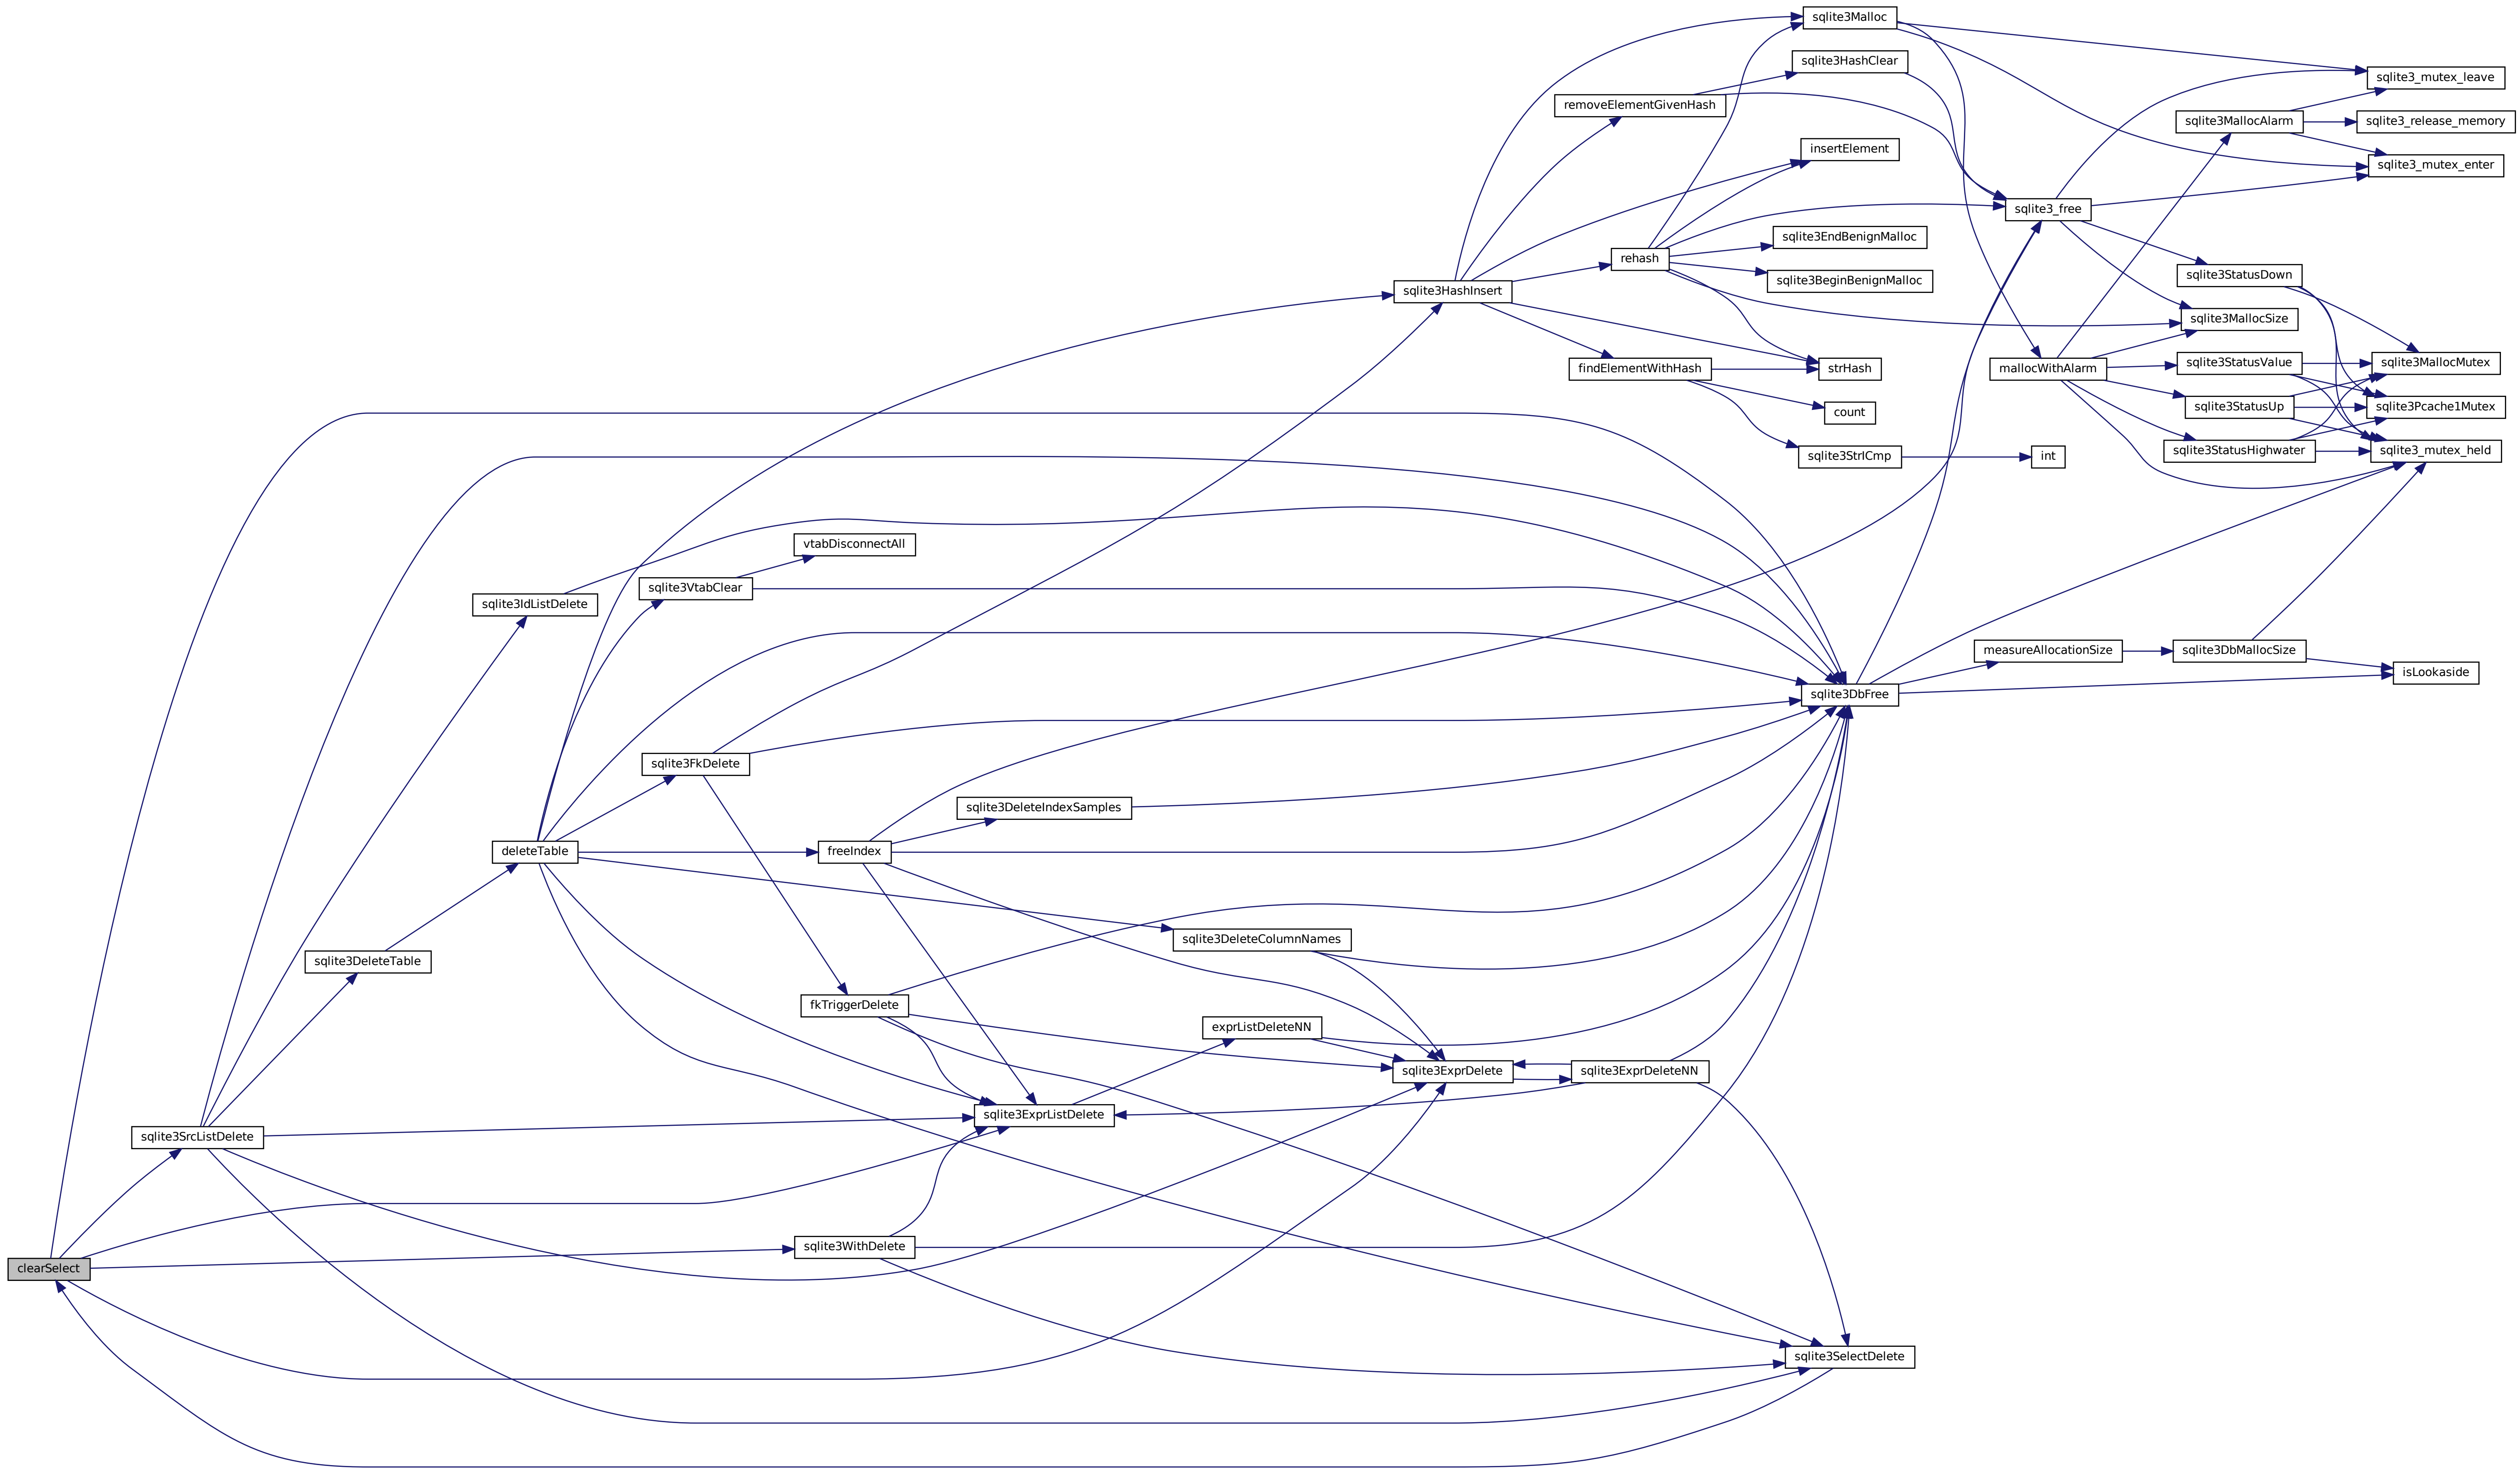 sqlite3Malloc
sqlite3HashClear
sqlite3_mutex_leave
removeElementGivenHash
sqlite3MallocAlarm
sqlite3_release_memory
insertElement
sqlite3_mutex_enter
sqlite3_free
sqlite3EndBenignMalloc
rehash
sqlite3BeginBenignMalloc
sqlite3StatusDown
sqlite3HashInsert
sqlite3MallocSize
findElementWithHash
strHash
mallocWithAlarm
sqlite3StatusValue
sqlite3MallocMutex
count
sqlite3StatusUp
sqlite3Pcache1Mutex
sqlite3StrICmp
int
sqlite3StatusHighwater
sqlite3_mutex_held
vtabDisconnectAll
sqlite3VtabClear
sqlite3IdListDelete
measureAllocationSize
sqlite3DbMallocSize
isLookaside
sqlite3DbFree
sqlite3FkDelete
sqlite3DeleteIndexSamples
deleteTable
freeIndex
sqlite3DeleteColumnNames
sqlite3DeleteTable
fkTriggerDelete
exprListDeleteNN
sqlite3ExprDelete
sqlite3ExprDeleteNN
sqlite3ExprListDelete
sqlite3SrcListDelete
sqlite3WithDelete
clearSelect
sqlite3SelectDelete